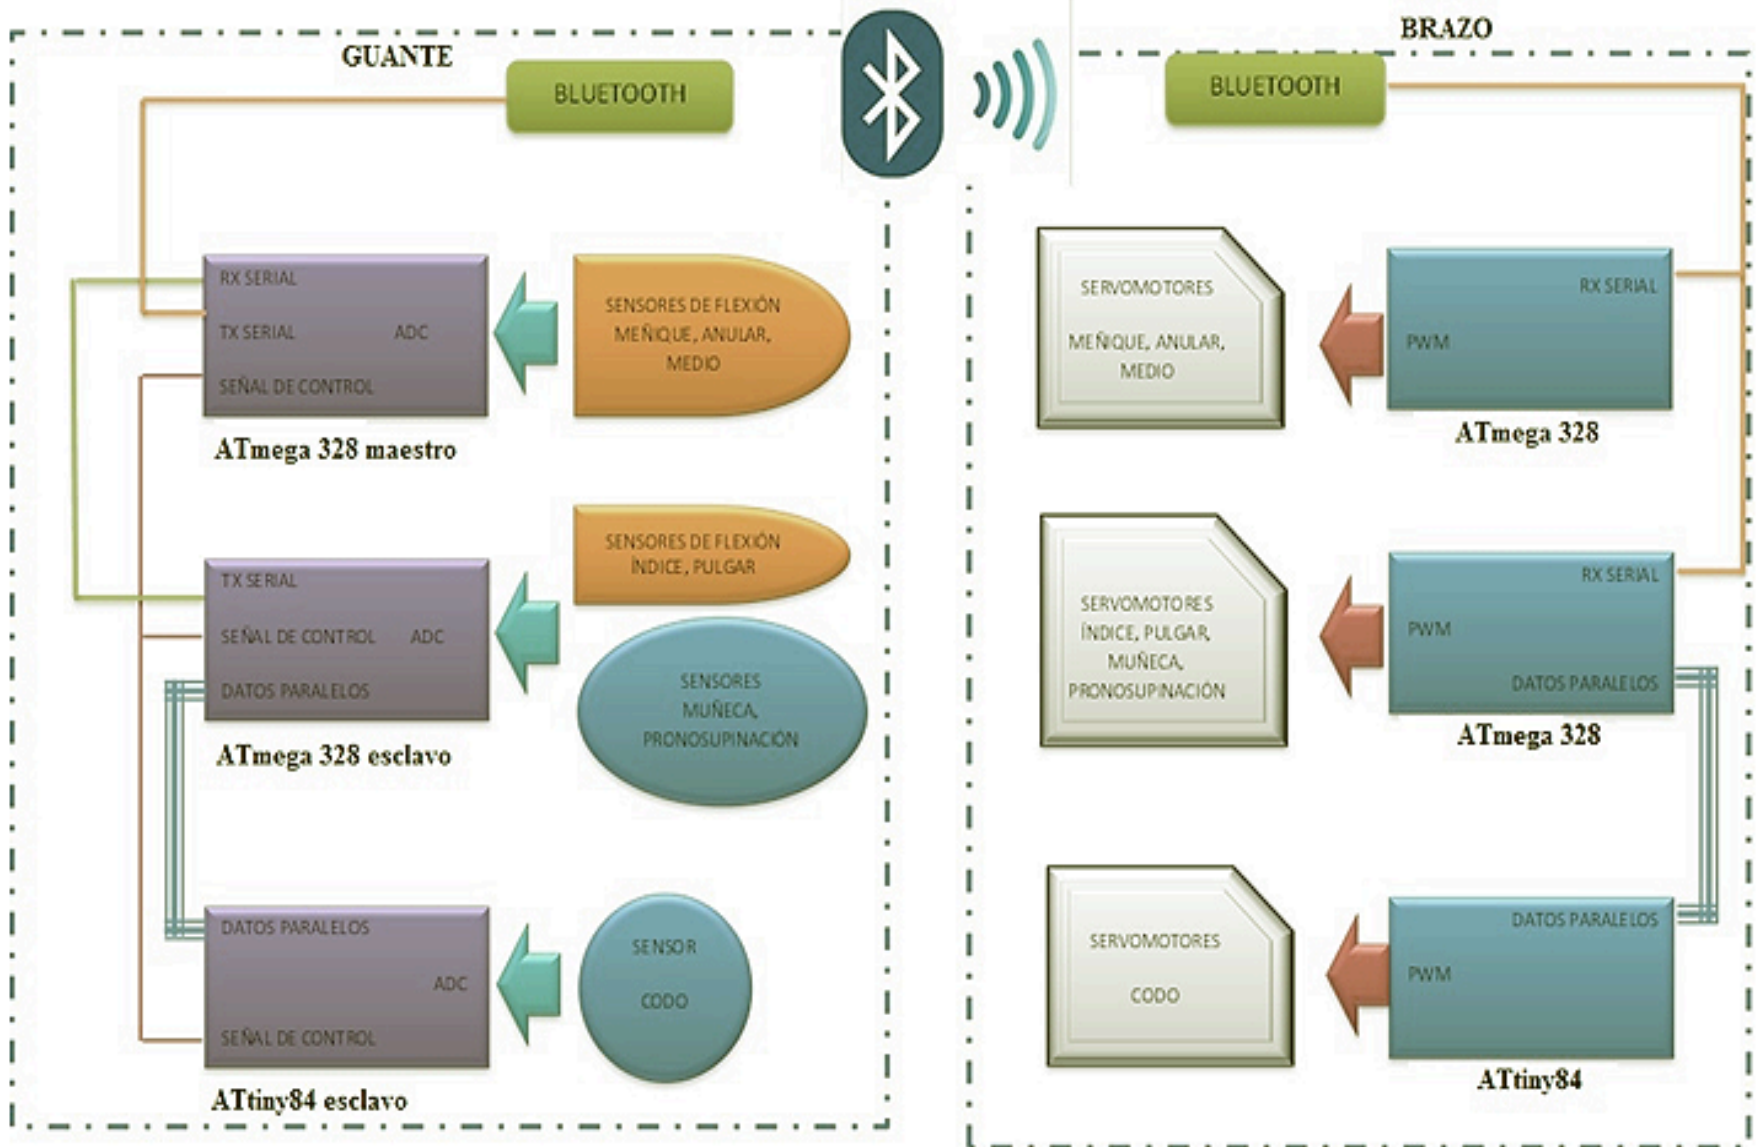 GUANTE
BLUETOOTH
RX SERIAL
TX SERIAL
ADC
SEÑAL DE CONTROL
ATmega 328 maestro
SENSORES DE FLEXIÓN
MEÑIQUE, ANULAR,
MEDIO
TX SERIAL
SEÑAL DE CONTROL
ADC
DATOS PARALELOS
ATmega 328 esclavo
SENSORES DE FLEXIÓN
ÍNDICE, PULGAR
SENSORES
MUÑECA,
PRONOSUPINACIÓN
DATOS PARALELOS
ADC
SEÑAL DE CONTROL
ATtiny84 esclavo
SENSOR
CODO
BRAZO
BLUETOOTH
SERVOMOTORES
MEÑIQUE, ANULAR,
MEDIO
RX SERIAL
PWM
ATmega 328
SERVOMOTORES
ÍNDICE, PULGAR,
MUÑECA,
PRONOSUPINACIÓN
RX SERIAL
PWM
DATOS PARALELOS
ATmega 328
SERVOMOTORES
CODO
DATOS PARALELOS
PWM
ATtiny84